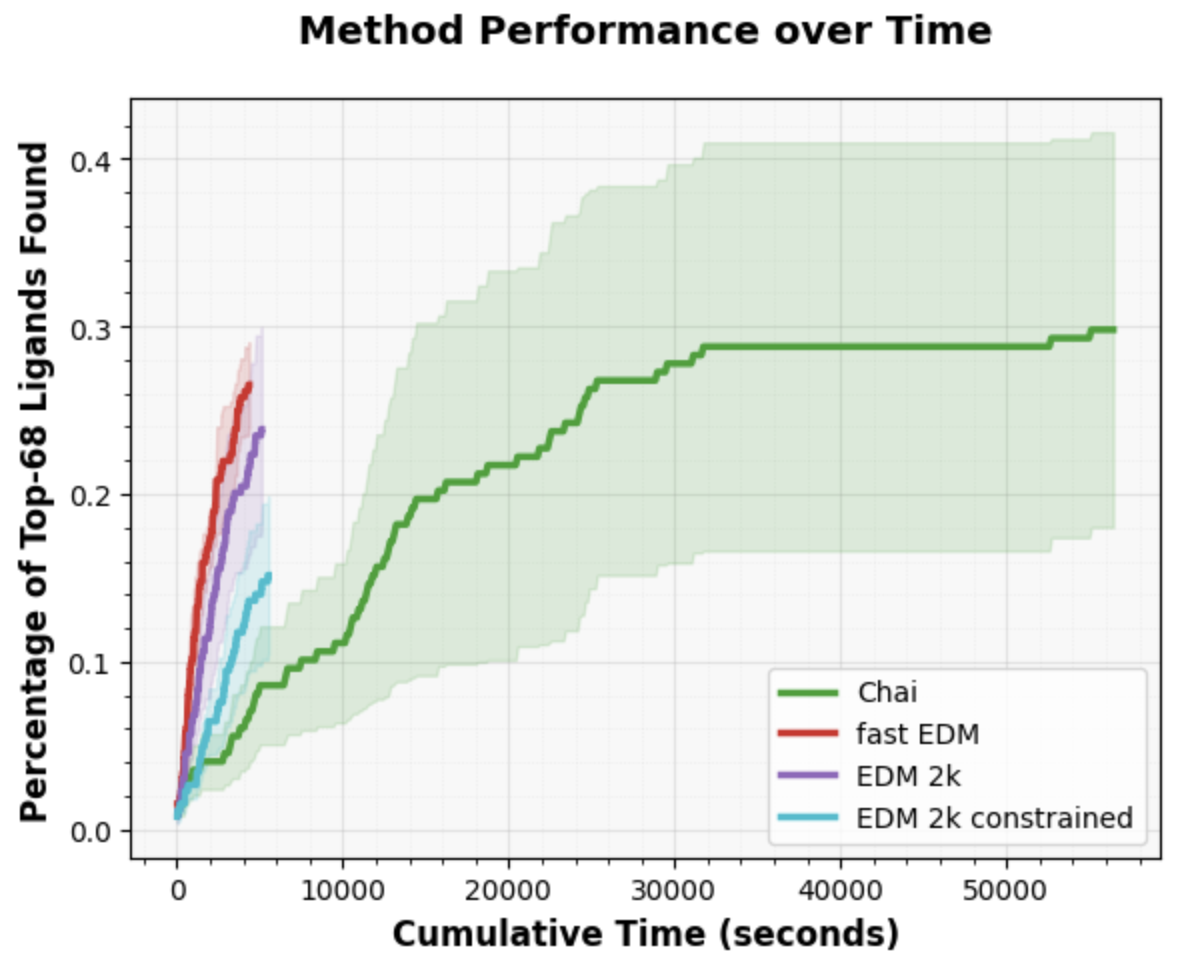 Method Performance over Time
Percentage of Top-68 Ligands Found
0.4
0.3
0.2
0.1
0.0
Chai
fast EDM
EDM 2k
EDM 2k constrained
0
10000
20000
30000
40000
50000
Cumulative Time (seconds)